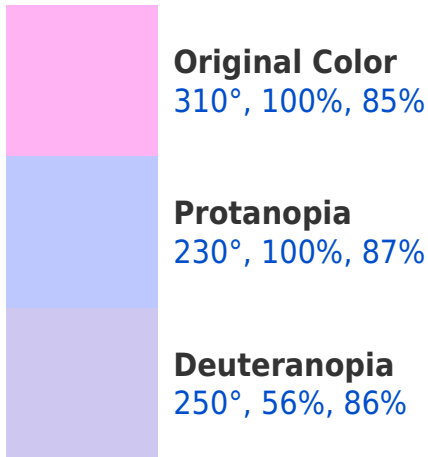 Original Color
310°, 100%, 85%
Protanopia
230°, 100%, 87%
Deuteranopia
250°, 56%, 86%